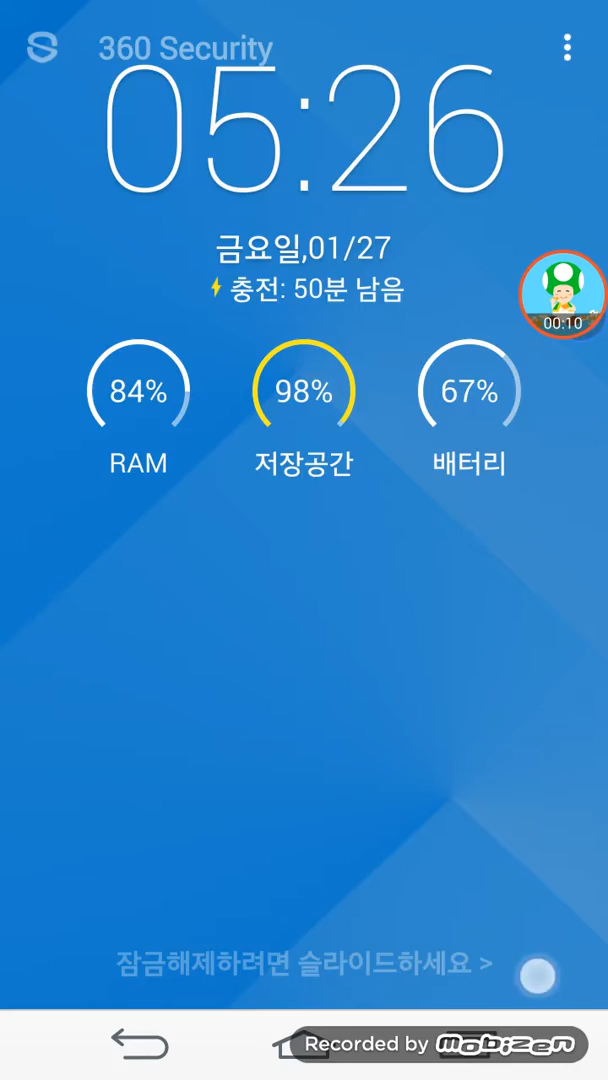 360 Security
05:26
금요일,01/27
충전: 50분 남음
00:10
84%
98%
67%
RAM
저장공간
배터리
잠금해제하려면 슬라이드하세요 >
Recorded by mobizen